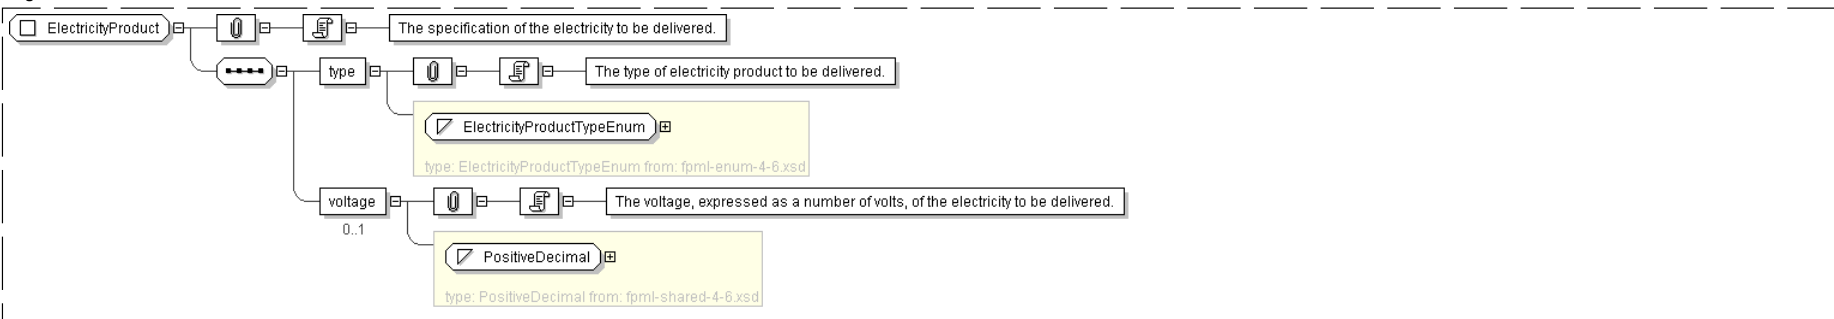 ElectricityProduct
The specification of the electricity to be delivered.
type
The type of electricity product to be delivered.
ElectricityProductTypeEnum
type: ElectricityProductTypeEnum from: fpml-enum-4-6.xsd
voltage
The voltage, expressed as a number of volts, of the electricity to be delivered.
0..1
PositiveDecimal
type: PositiveDecimal from: fpml-shared-4-6.xsd